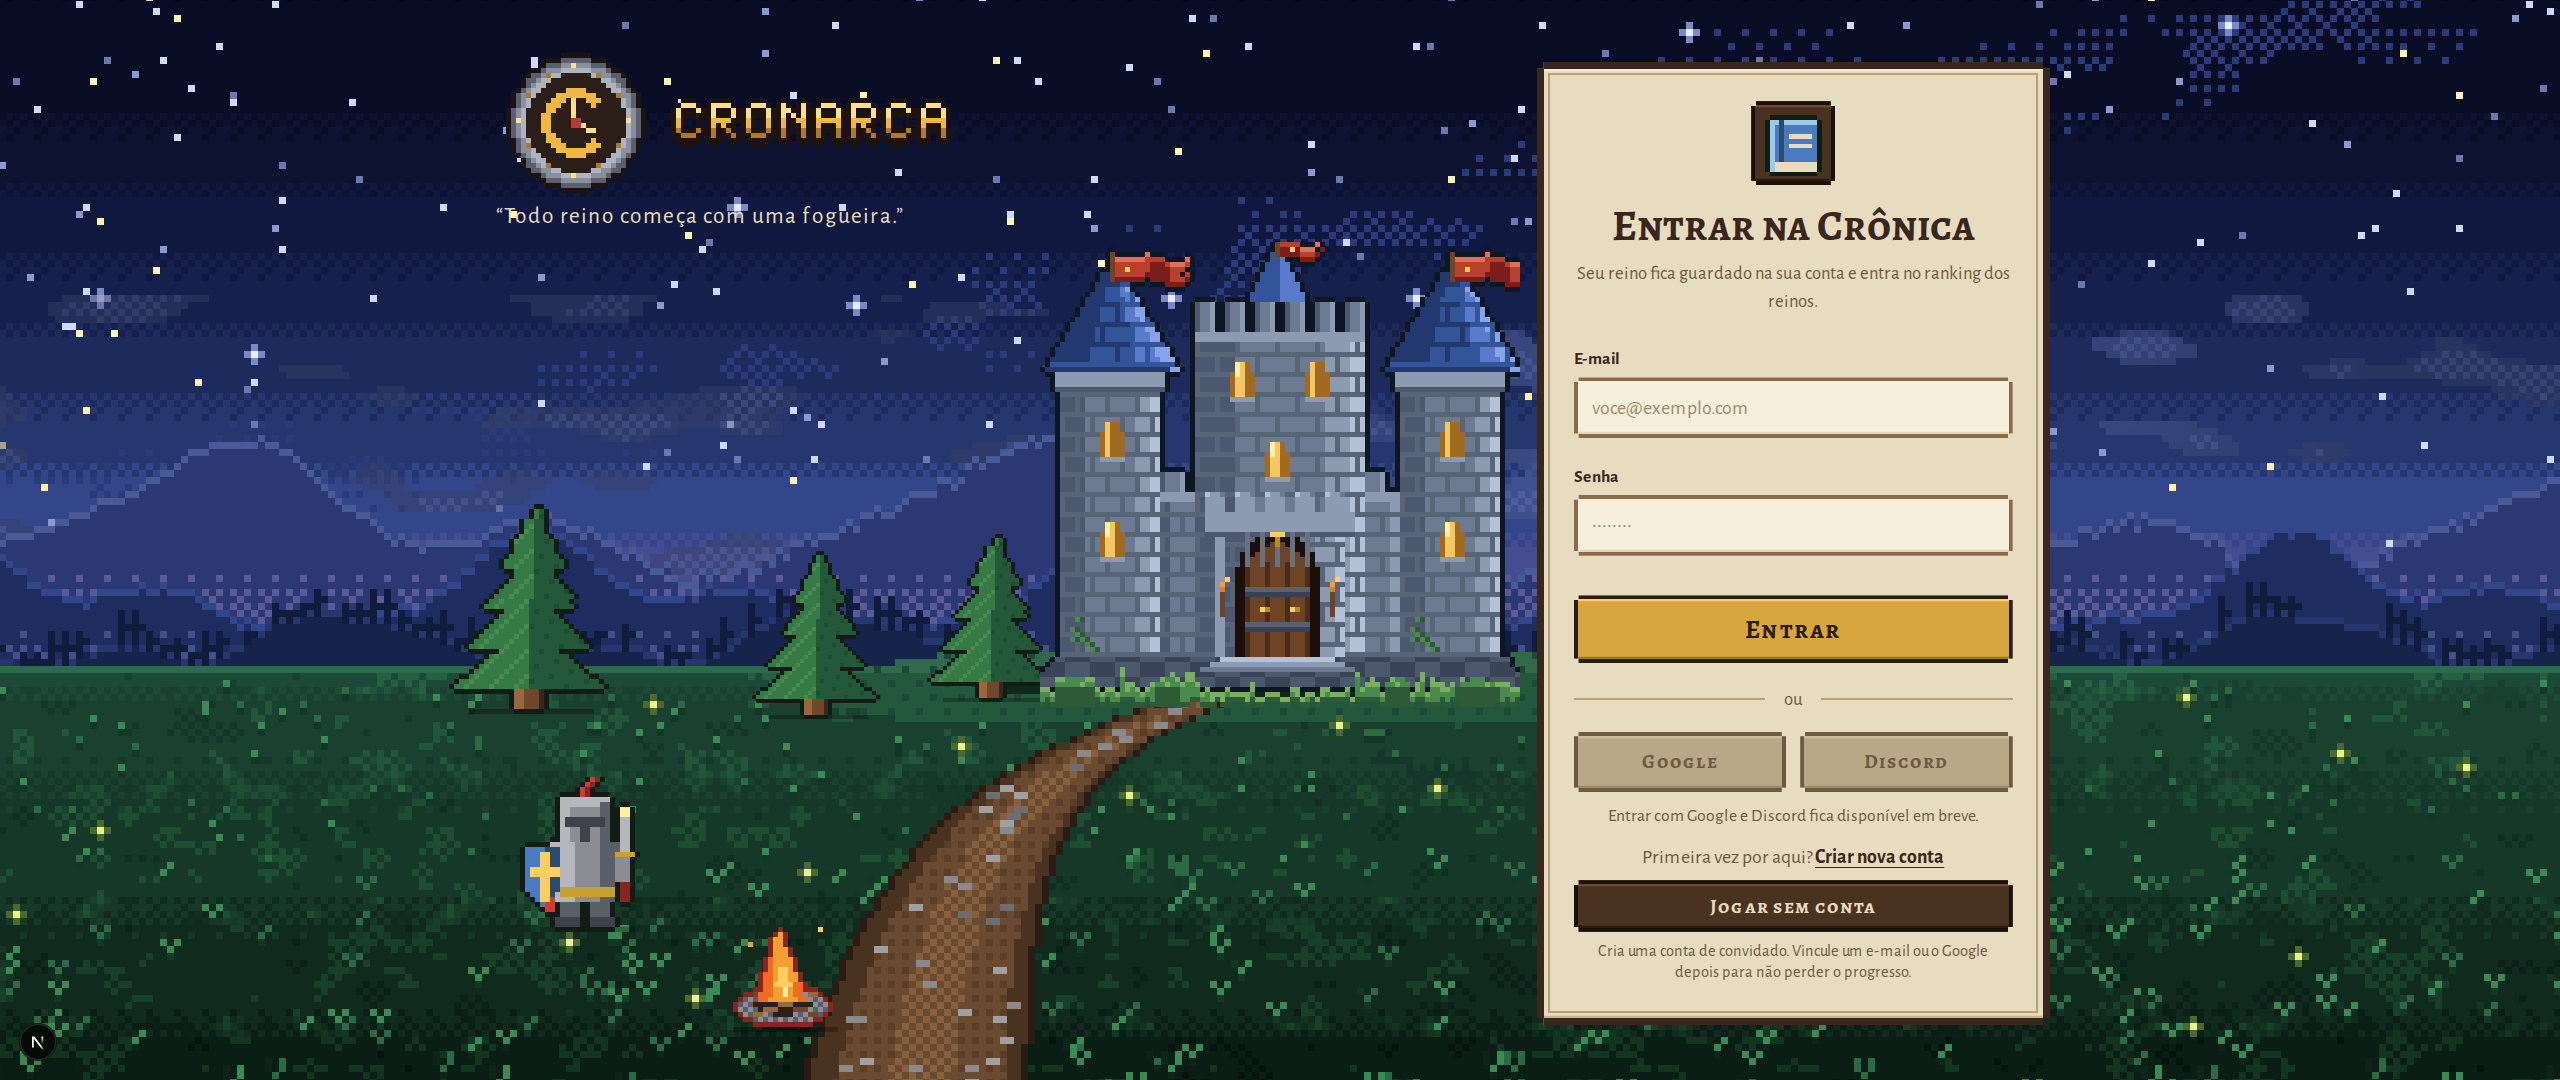 CRONARCA
“Todo reino começa com uma fogueira.”
Entrar na Crônica
Seu reino fica guardado na sua conta e entra no ranking dos
reinos.
E-mail
voce@exemplo.com
Senha
........
Entrar
ou
Google
Discord
Entrar com Google e Discord fica disponível em breve.
Primeira vez por aqui? Criar nova conta
Jogar sem conta
Cria uma conta de convidado. Vincule um e-mail ou o Google
depois para não perder o progresso.
N